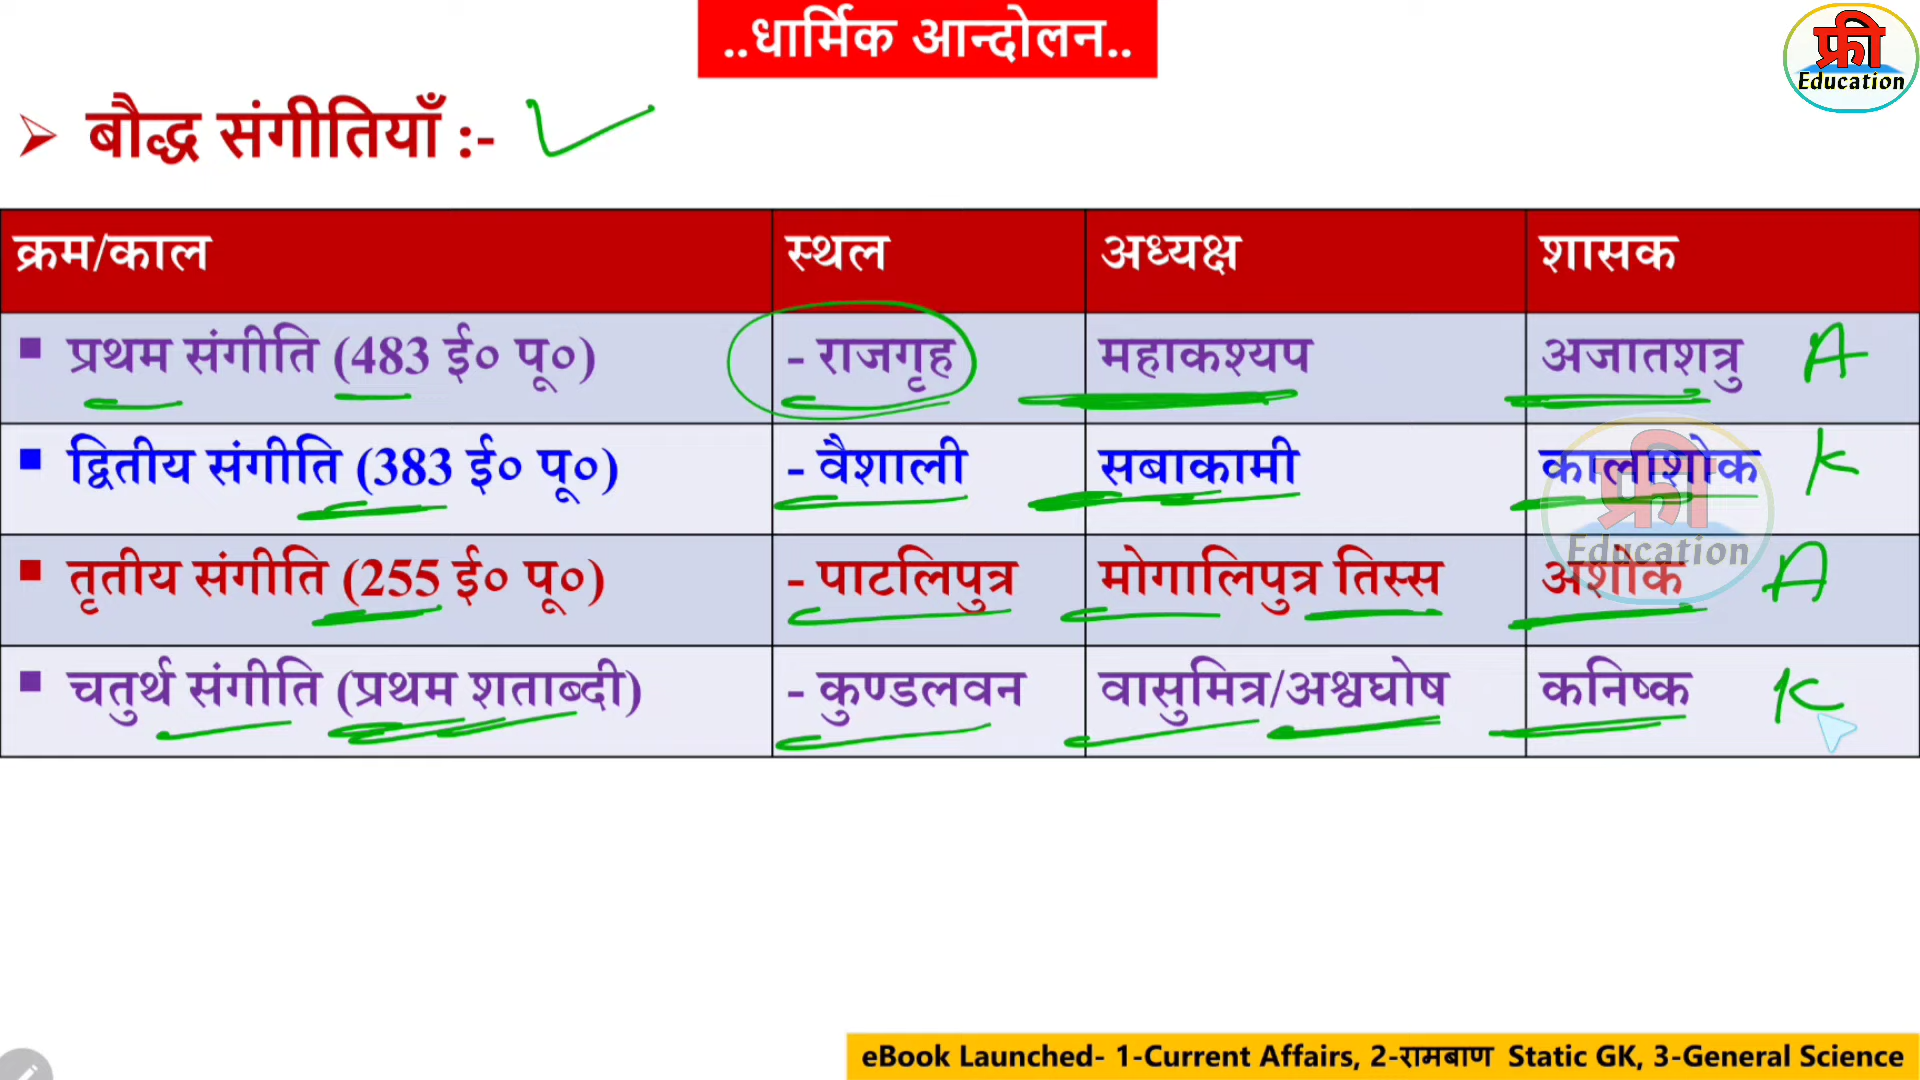 ..धार्मिक आन्दोलन..
फ्री
Education
➢ बौद्ध संगीतियाँ :-
क्रम/काल स्थल अध्यक्ष शासक
▪ प्रथम संगीति (483 ई० पू०) - राजगृह महाकश्यप अजातशत्रु A
▪ द्वितीय संगीति (383 ई० पू०) - वैशाली सबाकामी कालाशोक K
▪ तृतीय संगीति (255 ई० पू०) - पाटलिपुत्र मोगालिपुत्र तिस्स अशोक A
▪ चतुर्थ संगीति (प्रथम शताब्दी) - कुण्डलवन वासुमित्र/अश्वघोष कनिष्क K
फ्री
Education
eBook Launched- 1-Current Affairs, 2-रामबाण Static GK, 3-General Science